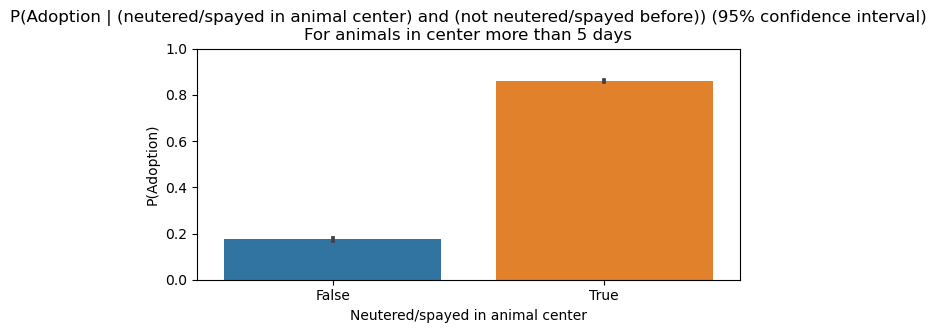 P(Adoption | (neutered/spayed in animal center) and (not neutered/spayed before)) (95% confidence interval)
For animals in center more than 5 days
1.0
0.8
0.6
0.4
0.2
0.0
P(Adoption)
False
True
Neutered/spayed in animal center